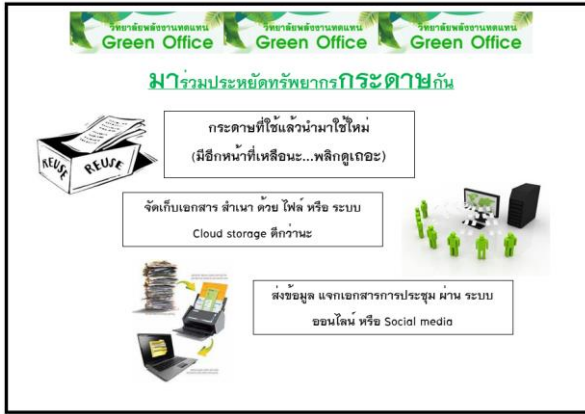 วิทยาลัยพลังงานทดแทน
Green Office
วิทยาลัยพลังงานทดแทน
Green Office
วิทยาลัยพลังงานทดแทน
Green Office
มาร่วมประหยัดทรัพยากรกระดาษกัน
กระดาษที่ใช้แล้วนำมาใช้ใหม่
(มีอีกหน้าที่เหลือนะ...พลิกดูเถอะ)
REUSE
REUSE
จัดเก็บเอกสาร สำเนา ด้วย ไฟล์ หรือ ระบบ
Cloud storage ดีกว่านะ
ส่งข้อมูล แจกเอกสารการประชุม ผ่าน ระบบ
ออนไลน์ หรือ Social media